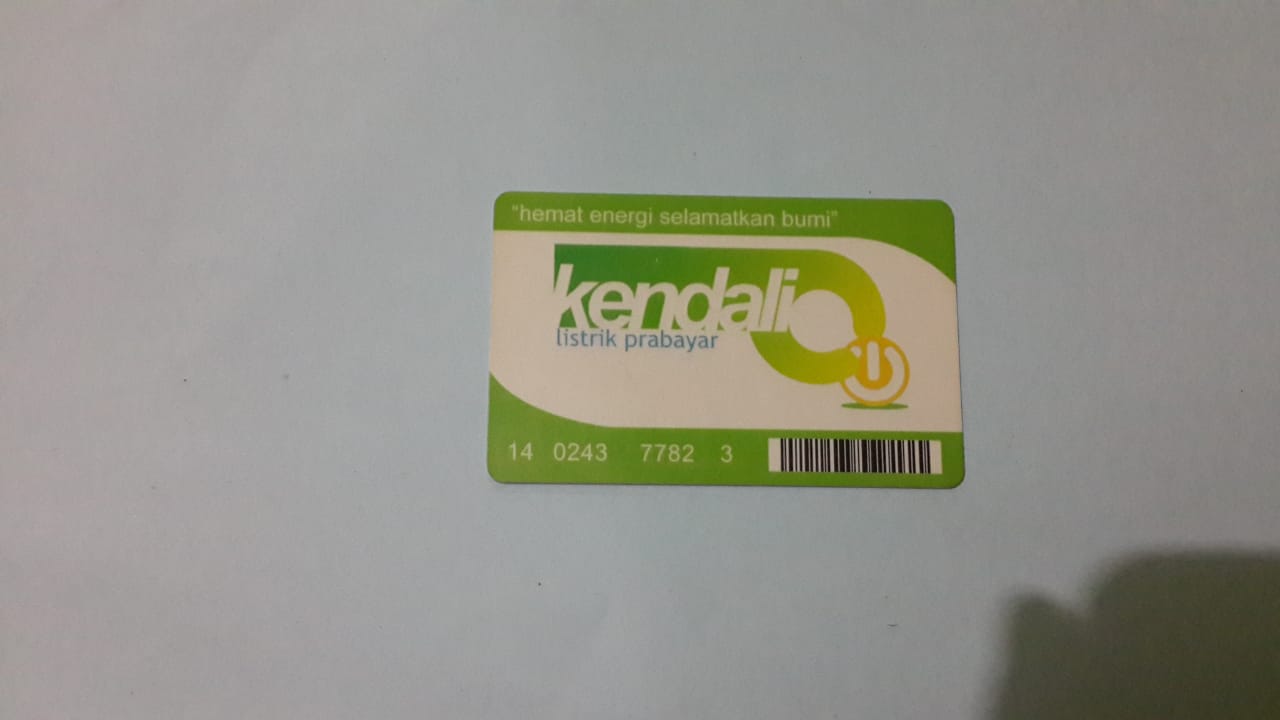 "hemat energi selamatkan bumi"
kendali
listrik prabayar
14 0243 7782 3